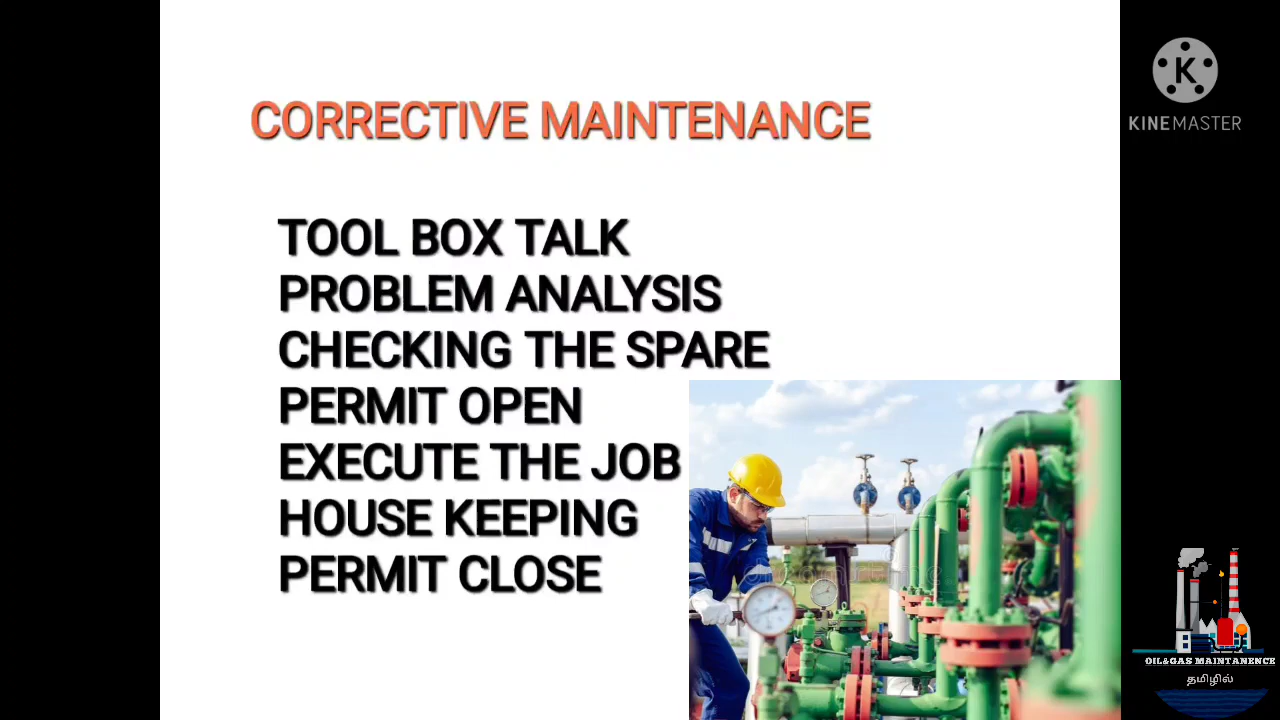 CORRECTIVE MAINTENANCE
TOOL BOX TALK
PROBLEM ANALYSIS
CHECKING THE SPARE
PERMIT OPEN
EXECUTE THE JOB
HOUSE KEEPING
PERMIT CLOSE
K
KINEMASTER
OIL&GAS MAINTANENCE
தமிழில்